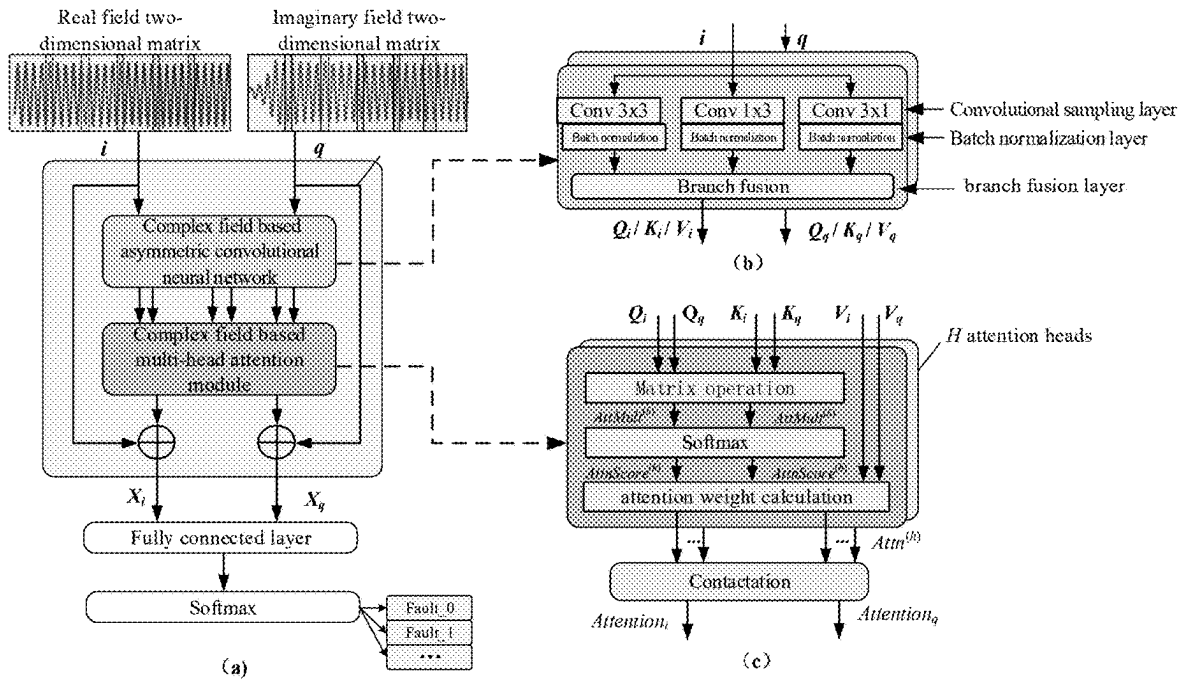 Real field two-
dimensional matrix
Imaginary field two-
dimensional matrix
i
q
Complex field based
asymmetric convolutional
neural network
Complex field based
multi-head attention
module
X_i
X_q
Fully connected layer
Softmax
Fault_0
Fault_1
...
(a)
i
q
Conv 3x3
Conv 1x3
Conv 3x1
Convolutional sampling layer
Batch normalization
Batch normalization
Batch normalization
Batch normalization layer
Branch fusion
branch fusion layer
Q_i / K_i / V_i
Q_q / K_q / V_q
(b)
Q_i
Q_q
K_i
K_q
V_i
V_q
H attention heads
Matrix operation
Softmax
AttnScore^(h)
AttnScore^(h)
attention weight calculation
...
...
Attn^(h)
Contactation
Attention_i
Attention_q
(c)